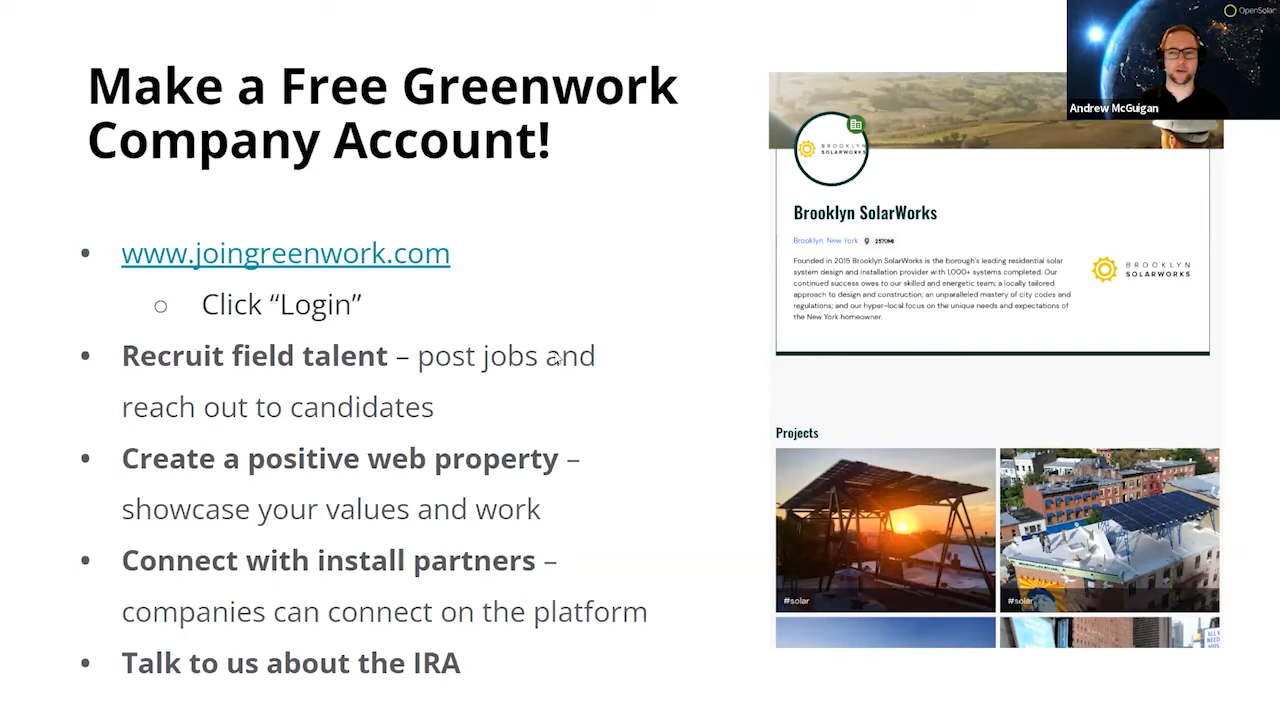 Make a Free Greenwork
Company Account!
• www.joingreenwork.com
○ Click “Login”
• Recruit field talent – post jobs and
reach out to candidates
• Create a positive web property –
showcase your values and work
• Connect with install partners –
companies can connect on the platform
• Talk to us about the IRA
OpenSolar
Andrew McGuigan
BROOKLYN
SOLARWORKS
Brooklyn SolarWorks
Brooklyn, New York 2570MI
Founded in 2015 Brooklyn SolarWorks is the borough's leading residential solar
system design and installation provider with 1,000+ systems completed. Our
continued success owes to our skilled and energetic team; a locally tailored
approach to design and construction; an unparalleled mastery of city codes and
regulations; and our hyper-local focus on the unique needs and expectations of
the New York homeowner.
BROOKLYN
SOLARWORKS
Projects
#solar
#solar